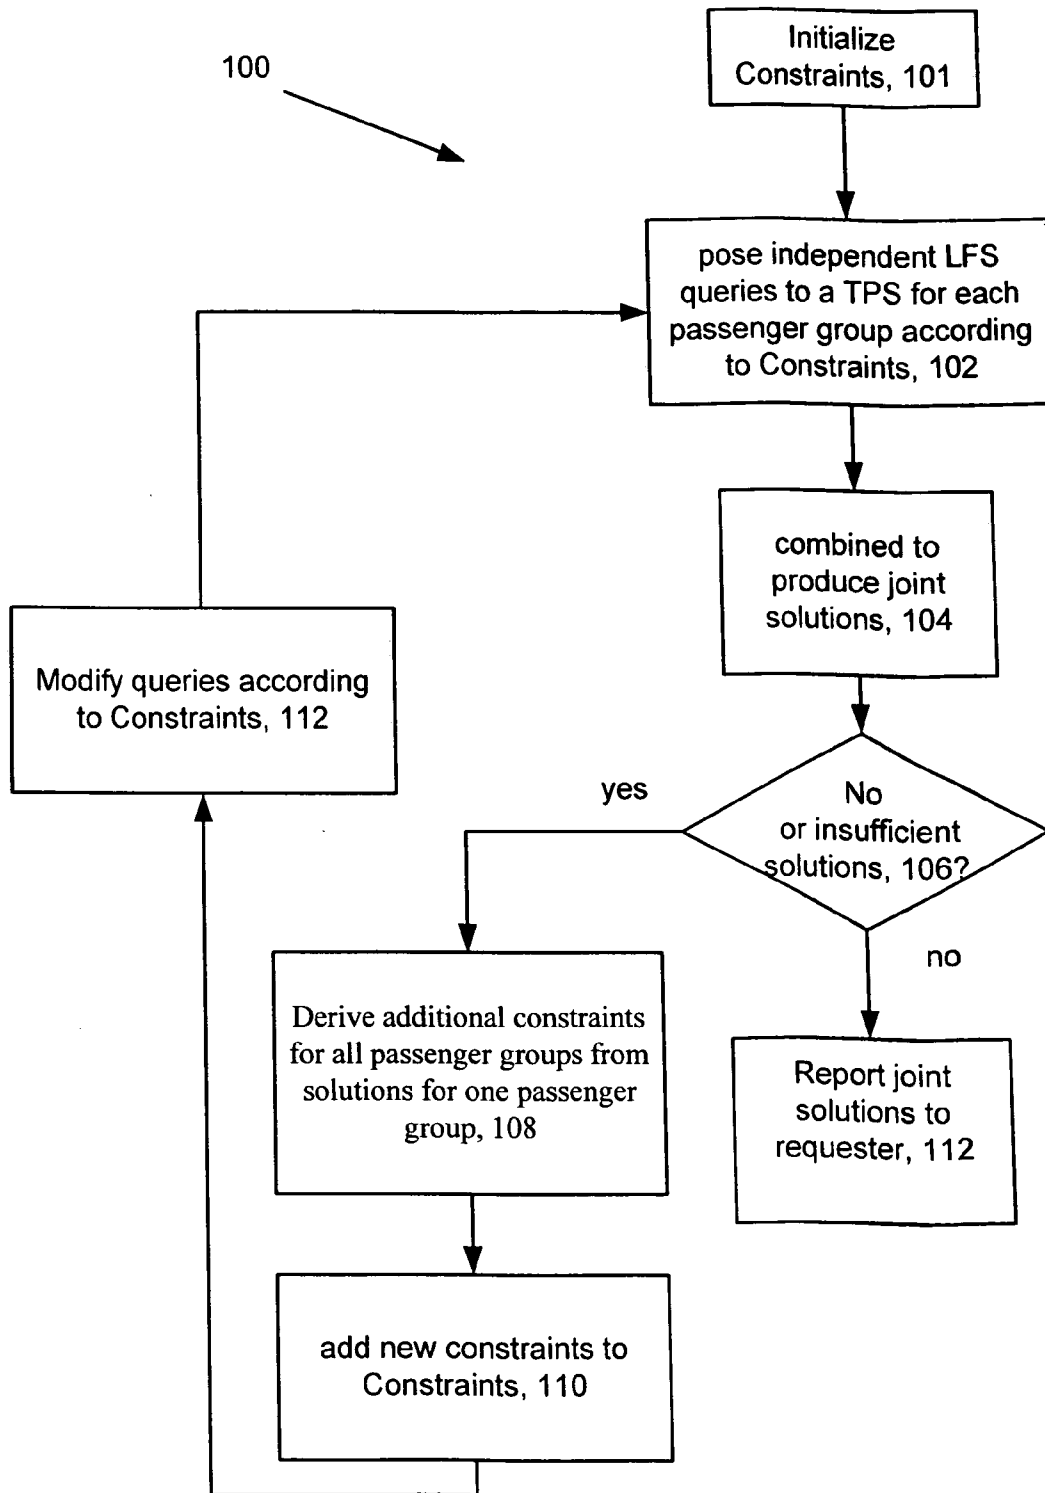 100
Initialize
Constraints, 101
pose independent LFS
queries to a TPS for each
passenger group according
to Constraints, 102
combined to
produce joint
solutions, 104
Modify queries according
to Constraints, 112
yes
No
or insufficient
solutions, 106?
no
Derive additional constraints
for all passenger groups from
solutions for one passenger
group, 108
Report joint
solutions to
requester, 112
add new constraints to
Constraints, 110